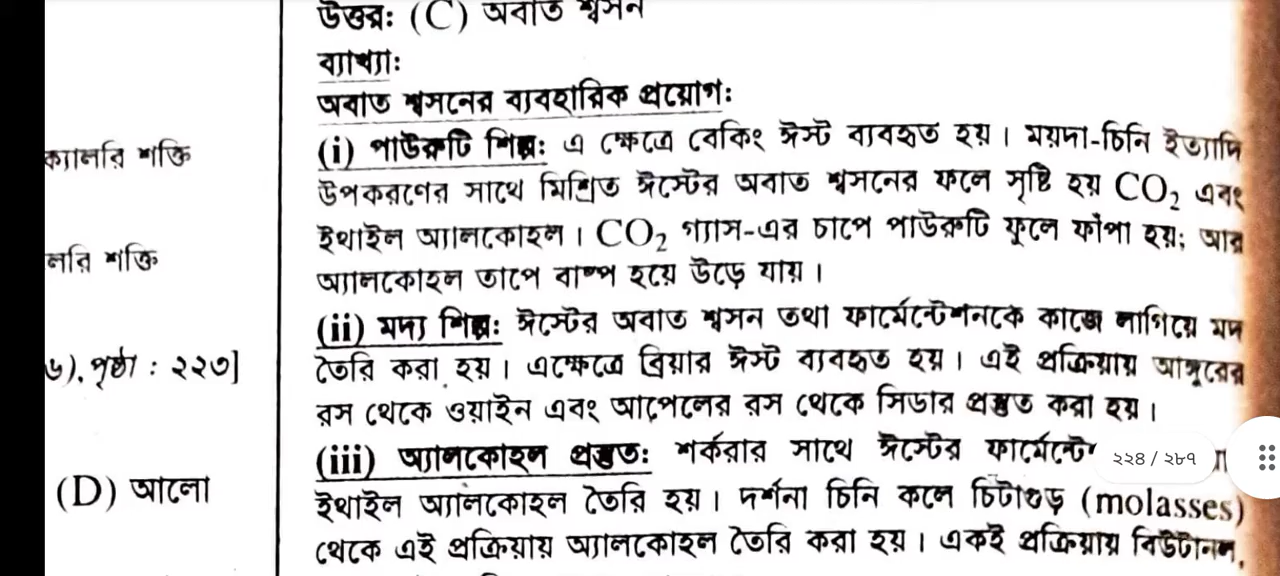 ক্যালরি শক্তি
লরি শক্তি
৬), পৃষ্ঠা : ২২৩]
(D) আলো
উত্তর: (C) অবাত শ্বসন
ব্যাখ্যা:
অবাত শ্বসনের ব্যবহারিক প্রয়োগ:
(i) পাউরুটি শিল্প: এ ক্ষেত্রে বেকিং ঈস্ট ব্যবহৃত হয়। ময়দা-চিনি ইত্যাদি
উপকরণের সাথে মিশ্রিত ঈস্টের অবাত শ্বসনের ফলে সৃষ্টি হয় CO₂ এবং
ইথাইল অ্যালকোহল। CO₂ গ্যাস-এর চাপে পাউরুটি ফুলে ফাঁপা হয়; আর
অ্যালকোহল তাপে বাষ্প হয়ে উড়ে যায়।
(ii) মদ্য শিল্প: ঈস্টের অবাত শ্বসন তথা ফার্মেন্টেশনকে কাজে লাগিয়ে মদ
তৈরি করা হয়। এক্ষেত্রে ব্রিয়ার ঈস্ট ব্যবহৃত হয়। এই প্রক্রিয়ায় আঙ্গুরের
রস থেকে ওয়াইন এবং আপেলের রস থেকে সিডার প্রস্তুত করা হয়।
(iii) অ্যালকোহল প্রস্তুত: শর্করার সাথে ঈস্টের
২২৪ / ২৮৭
ইথাইল অ্যালকোহল তৈরি হয়। দর্শনা চিনি কলে চিটাগুড় (molasses)
থেকে এই প্রক্রিয়ায় অ্যালকোহল তৈরি করা হয়। একই প্রক্রিয়ায় বিউটানল,